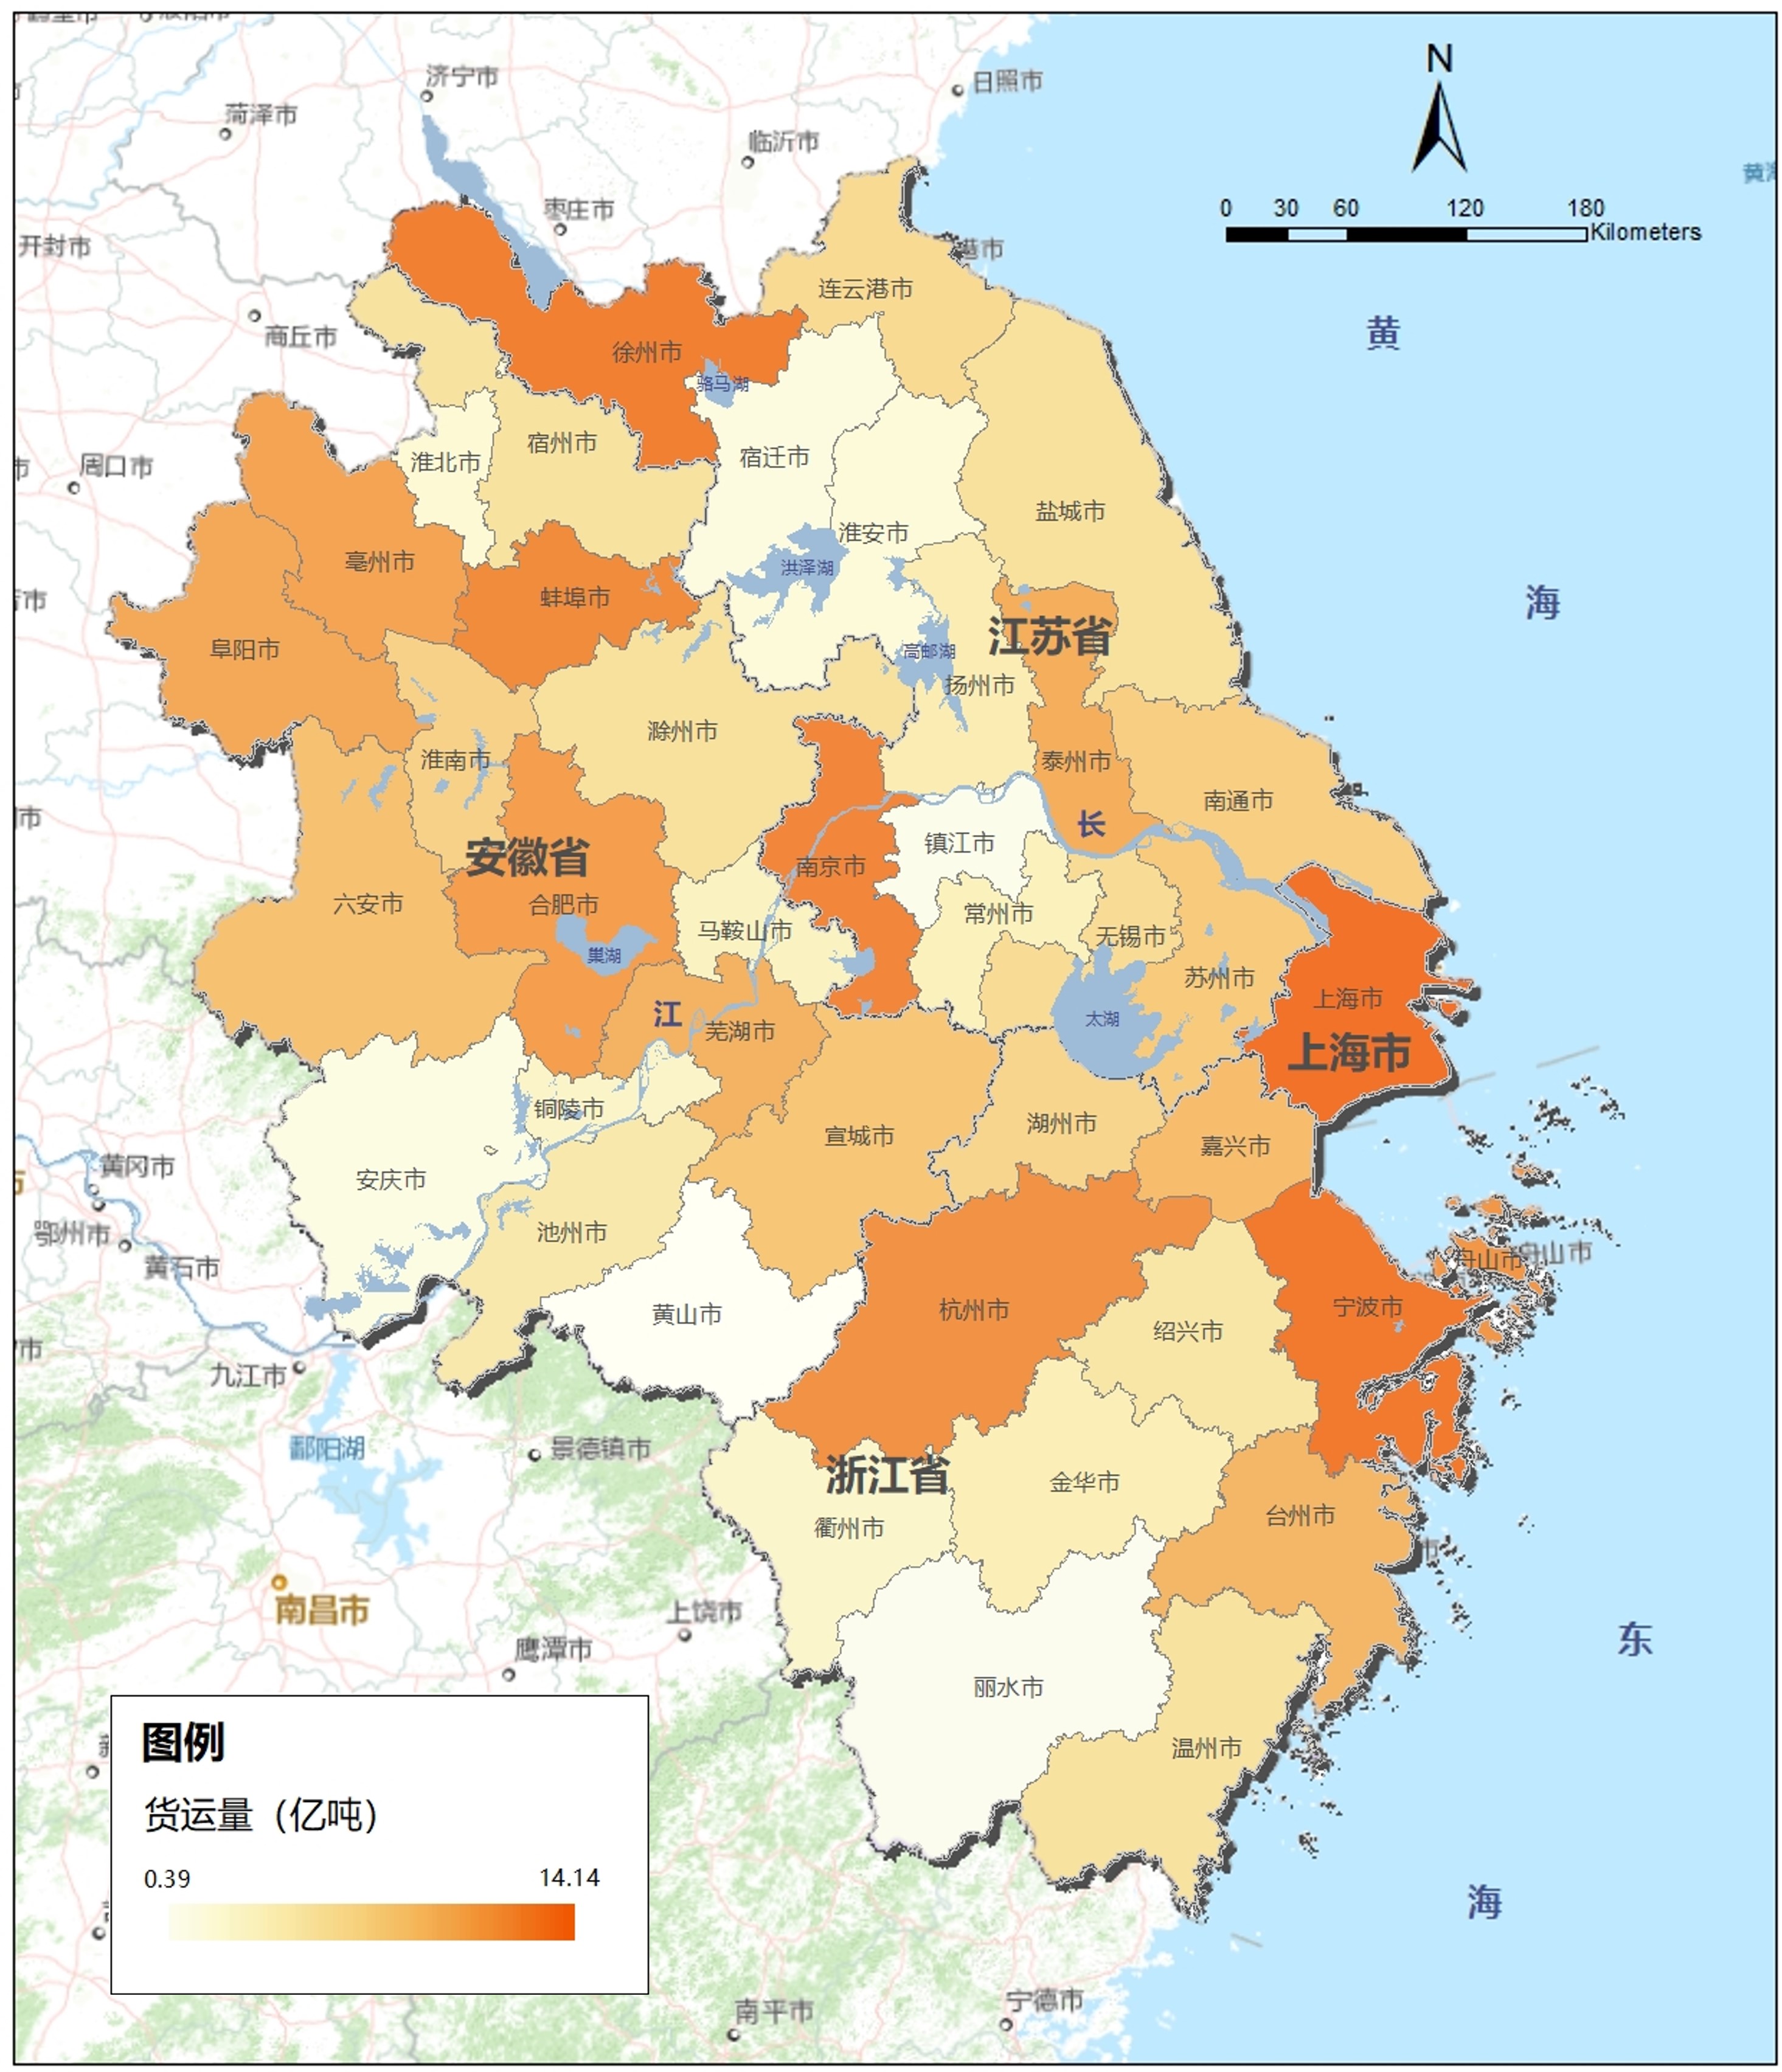 济宁市
日照市
菏泽市
临沂市
N
枣庄市
0 30 60 120 180
Kilometers
开封市
港市
连云港市
黄
商丘市
徐州市
骆马湖
宿州市
淮北市
宿迁市
周口市
盐城市
淮安市
亳州市
洪泽湖
蚌埠市
海
江苏省
阜阳市
高邮湖
扬州市
滁州市
淮南市
泰州市
南通市
长
镇江市
安徽省
南京市
六安市
合肥市
常州市
马鞍山市
无锡市
巢湖
苏州市
上海市
江
芜湖市
太湖
上海市
铜陵市
湖州市
宣城市
嘉兴市
黄冈市
安庆市
鄂州市
池州市
舟山市
舟山市
黄石市
宁波市
杭州市
黄山市
绍兴市
九江市
鄱阳湖
景德镇市
浙江省
金华市
台州市
衢州市
南昌市
上饶市
东
鹰潭市
丽水市
图例
温州市
货运量（亿吨）
0.39 14.14
海
南平市
宁德市